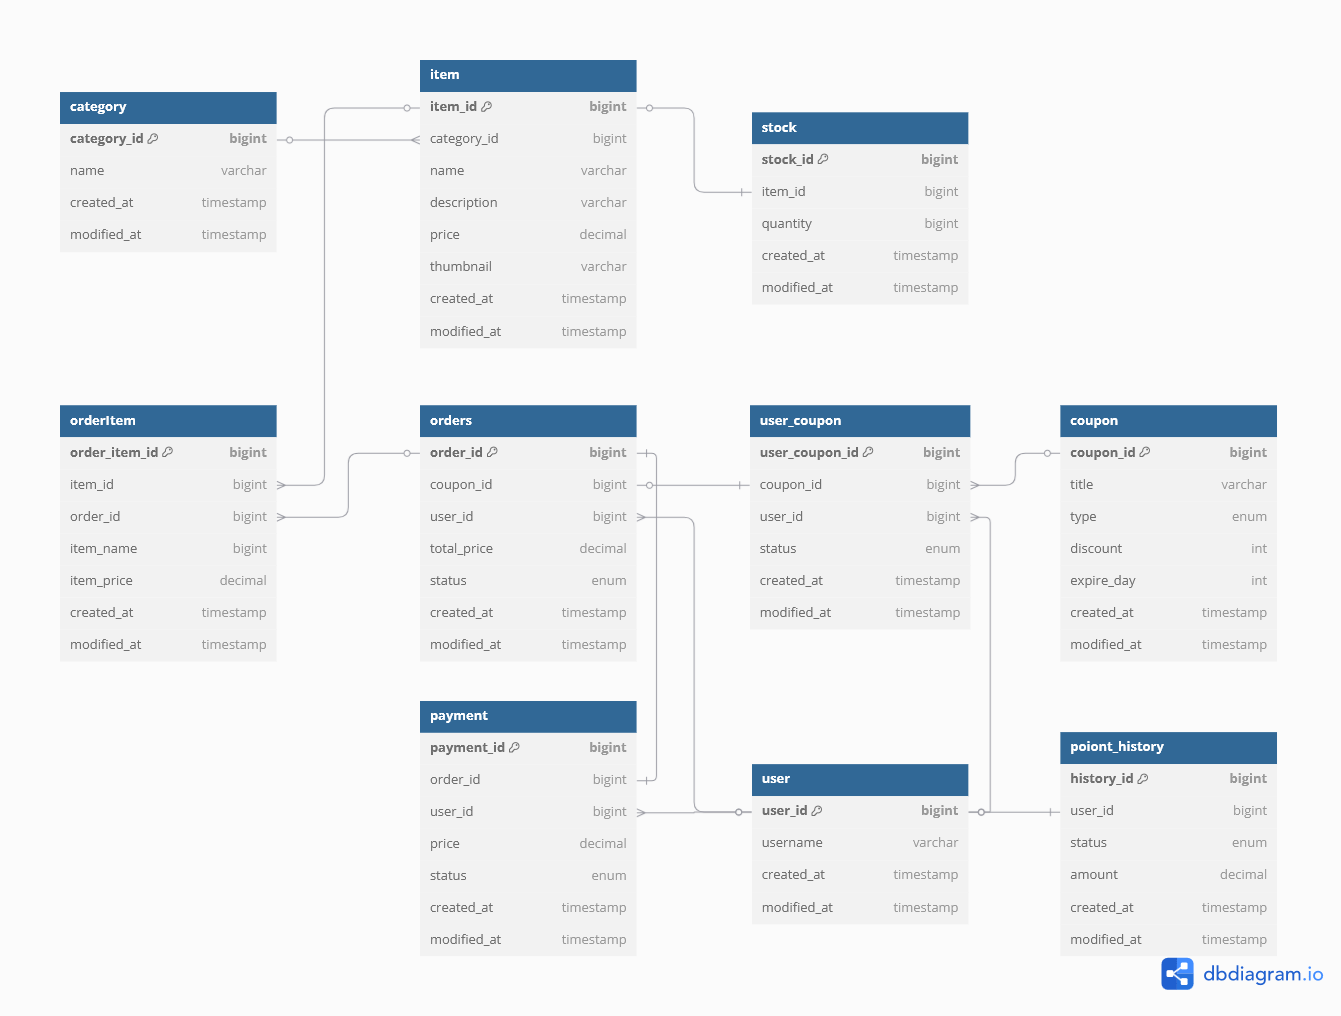 category
category_id bigint
name varchar
created_at timestamp
modified_at timestamp
item
item_id bigint
category_id bigint
name varchar
description varchar
price decimal
thumbnail varchar
created_at timestamp
modified_at timestamp
stock
stock_id bigint
item_id bigint
quantity bigint
created_at timestamp
modified_at timestamp
orderItem
order_item_id bigint
item_id bigint
order_id bigint
item_name bigint
item_price decimal
created_at timestamp
modified_at timestamp
orders
order_id bigint
coupon_id bigint
user_id bigint
total_price decimal
status enum
created_at timestamp
modified_at timestamp
user_coupon
user_coupon_id bigint
coupon_id bigint
user_id bigint
status enum
created_at timestamp
modified_at timestamp
coupon
coupon_id bigint
title varchar
type enum
discount int
expire_day int
created_at timestamp
modified_at timestamp
payment
payment_id bigint
order_id bigint
user_id bigint
price decimal
status enum
created_at timestamp
modified_at timestamp
user
user_id bigint
username varchar
created_at timestamp
modified_at timestamp
poiont_history
history_id bigint
user_id bigint
status enum
amount decimal
created_at timestamp
modified_at timestamp
dbdiagram.io